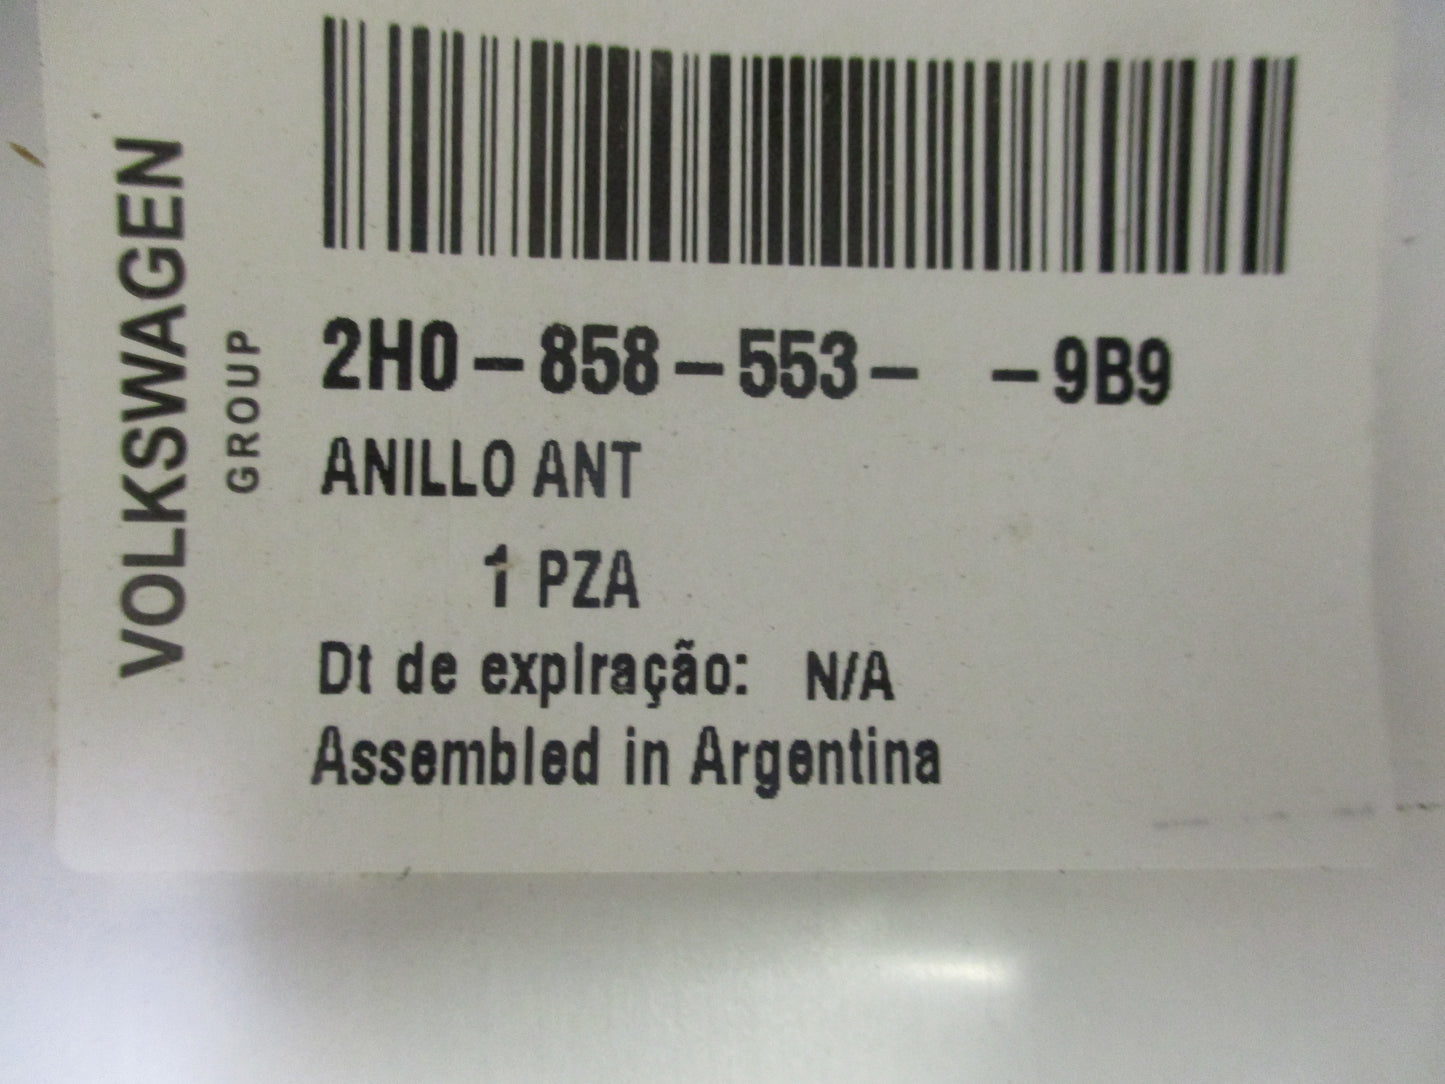 VOLKSWAGEN
GROUP
2H0-858-553- -9B9
ANILLO ANT
1 PZA
Dt de expiração: N/A
Assembled in Argentina